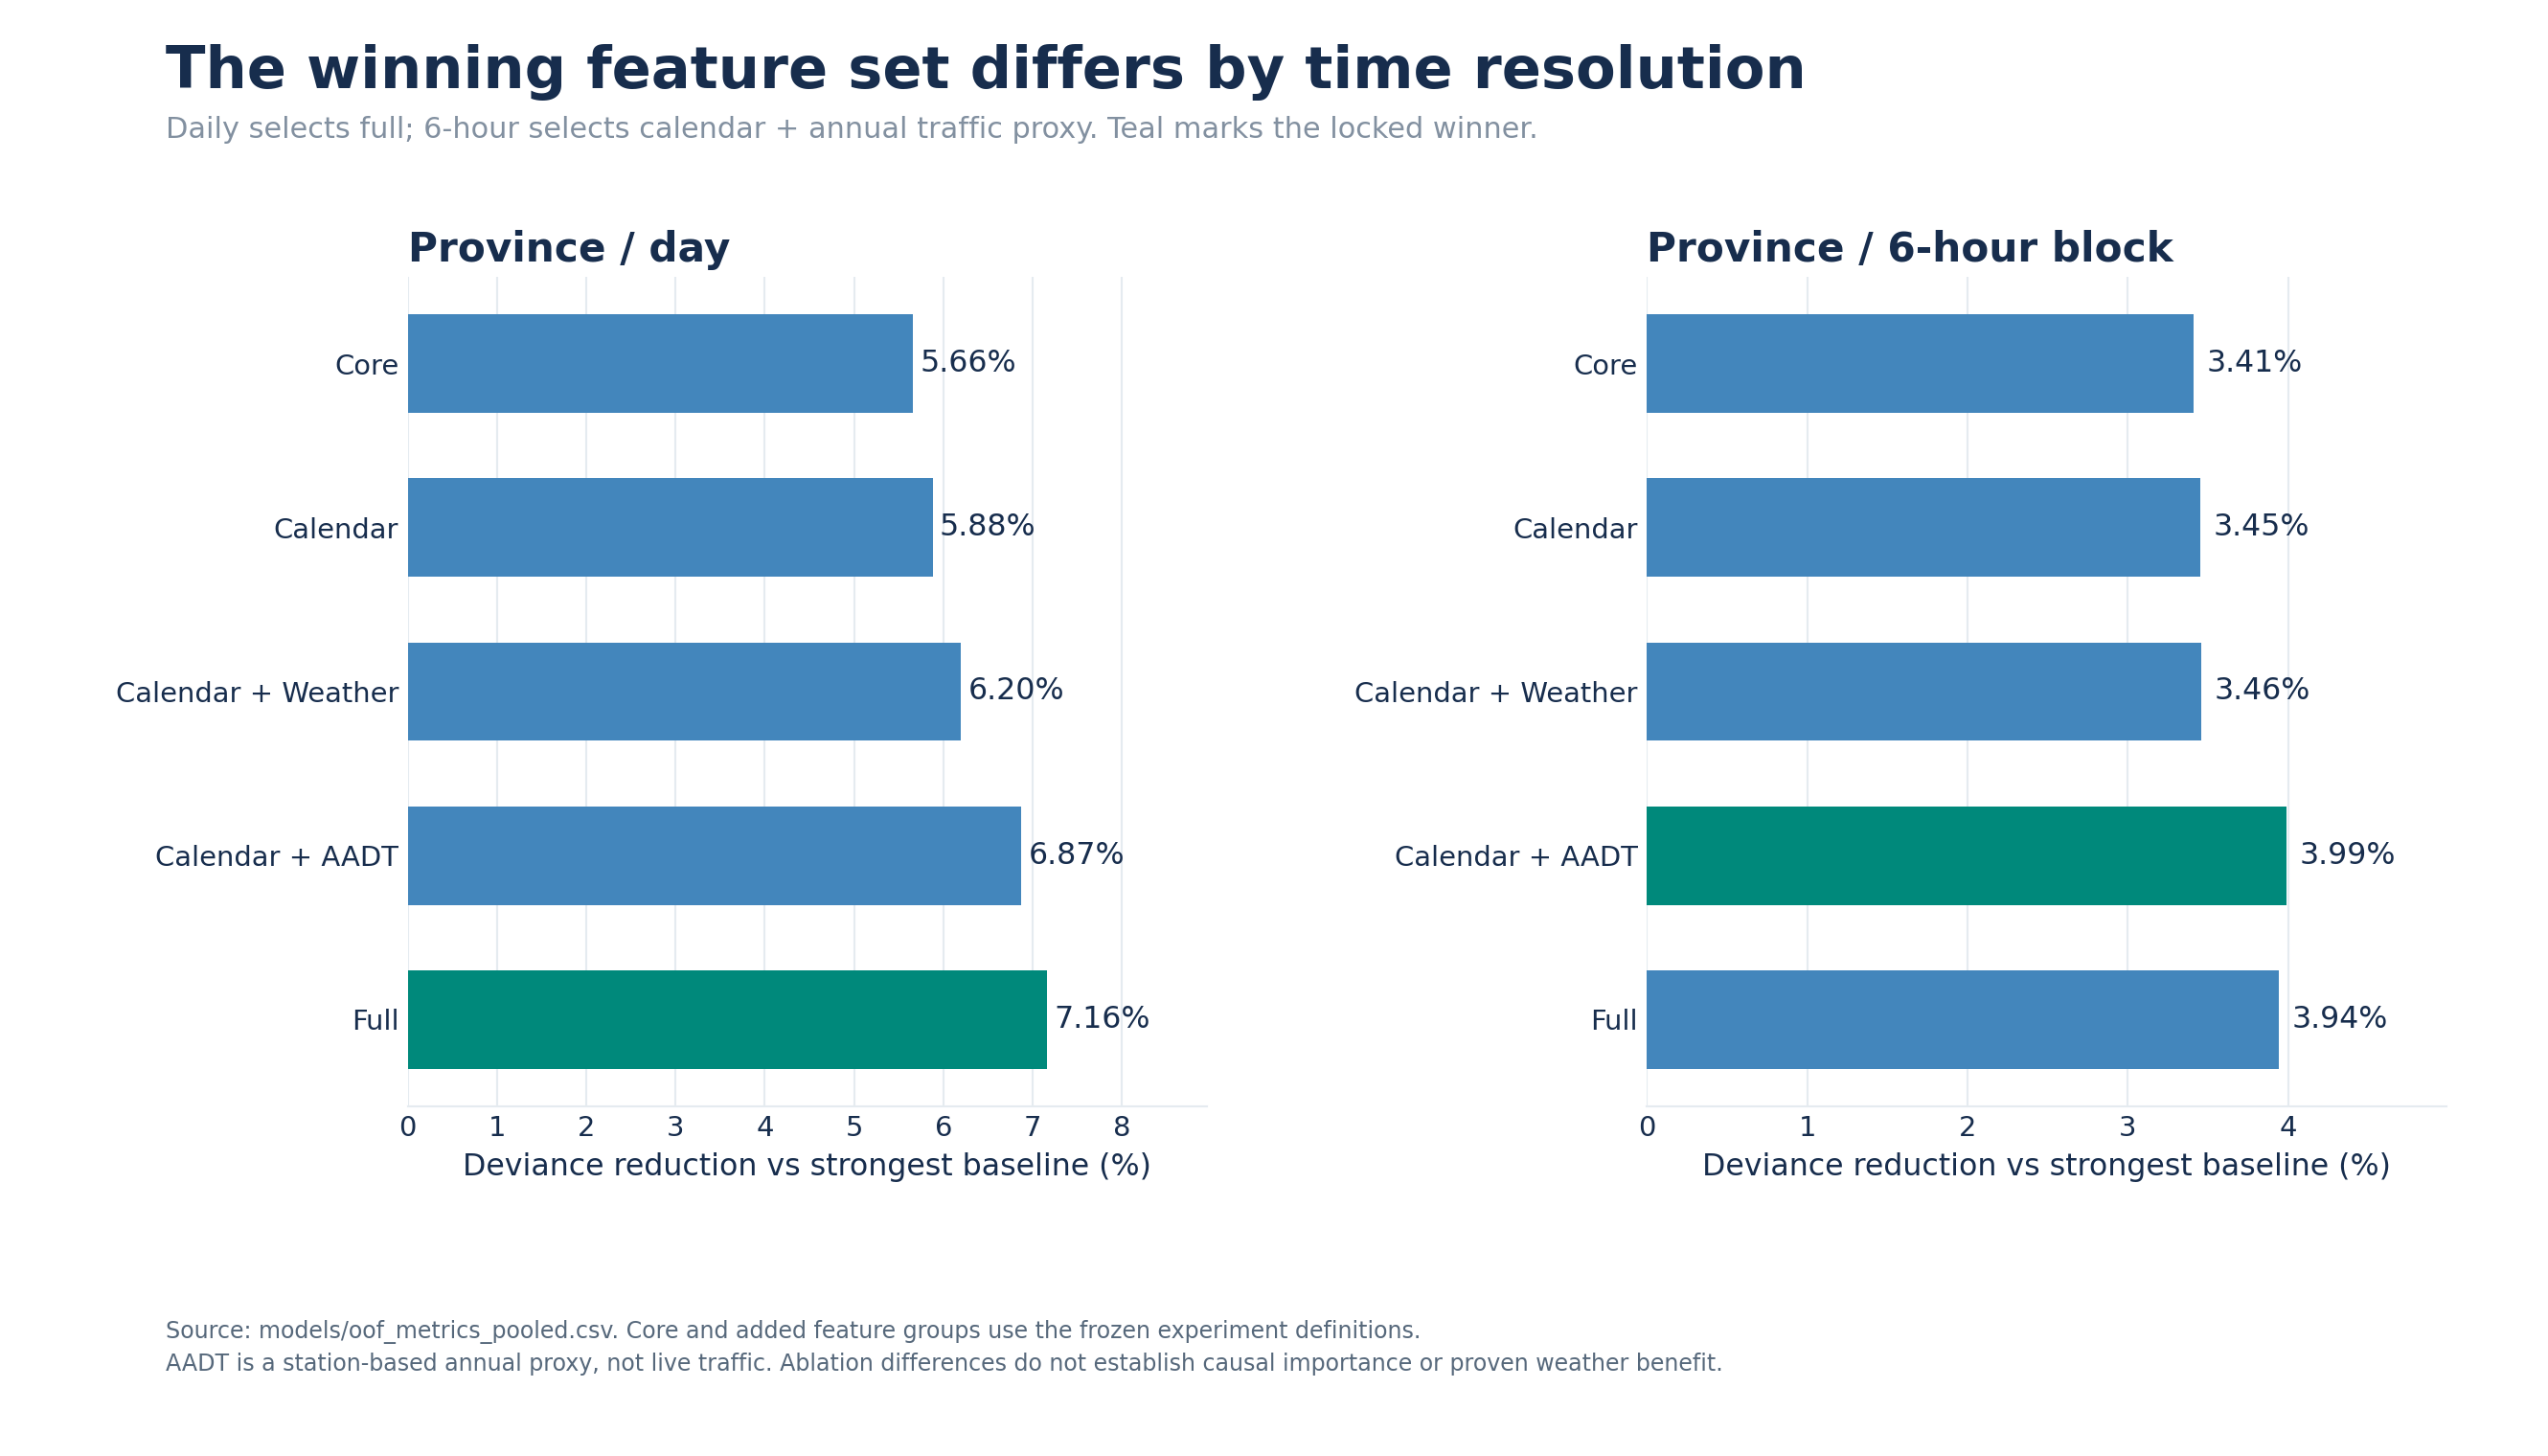 The winning feature set differs by time resolution
Daily selects full; 6-hour selects calendar + annual traffic proxy. Teal marks the locked winner.
Province / day
Core
5.66%
Calendar
5.88%
Calendar + Weather
6.20%
Calendar + AADT
6.87%
Full
7.16%
0 1 2 3 4 5 6 7 8
Deviance reduction vs strongest baseline (%)
Province / 6-hour block
Core
3.41%
Calendar
3.45%
Calendar + Weather
3.46%
Calendar + AADT
3.99%
Full
3.94%
0 1 2 3 4
Deviance reduction vs strongest baseline (%)
Source: models/oof_metrics_pooled.csv. Core and added feature groups use the frozen experiment definitions.
AADT is a station-based annual proxy, not live traffic. Ablation differences do not establish causal importance or proven weather benefit.